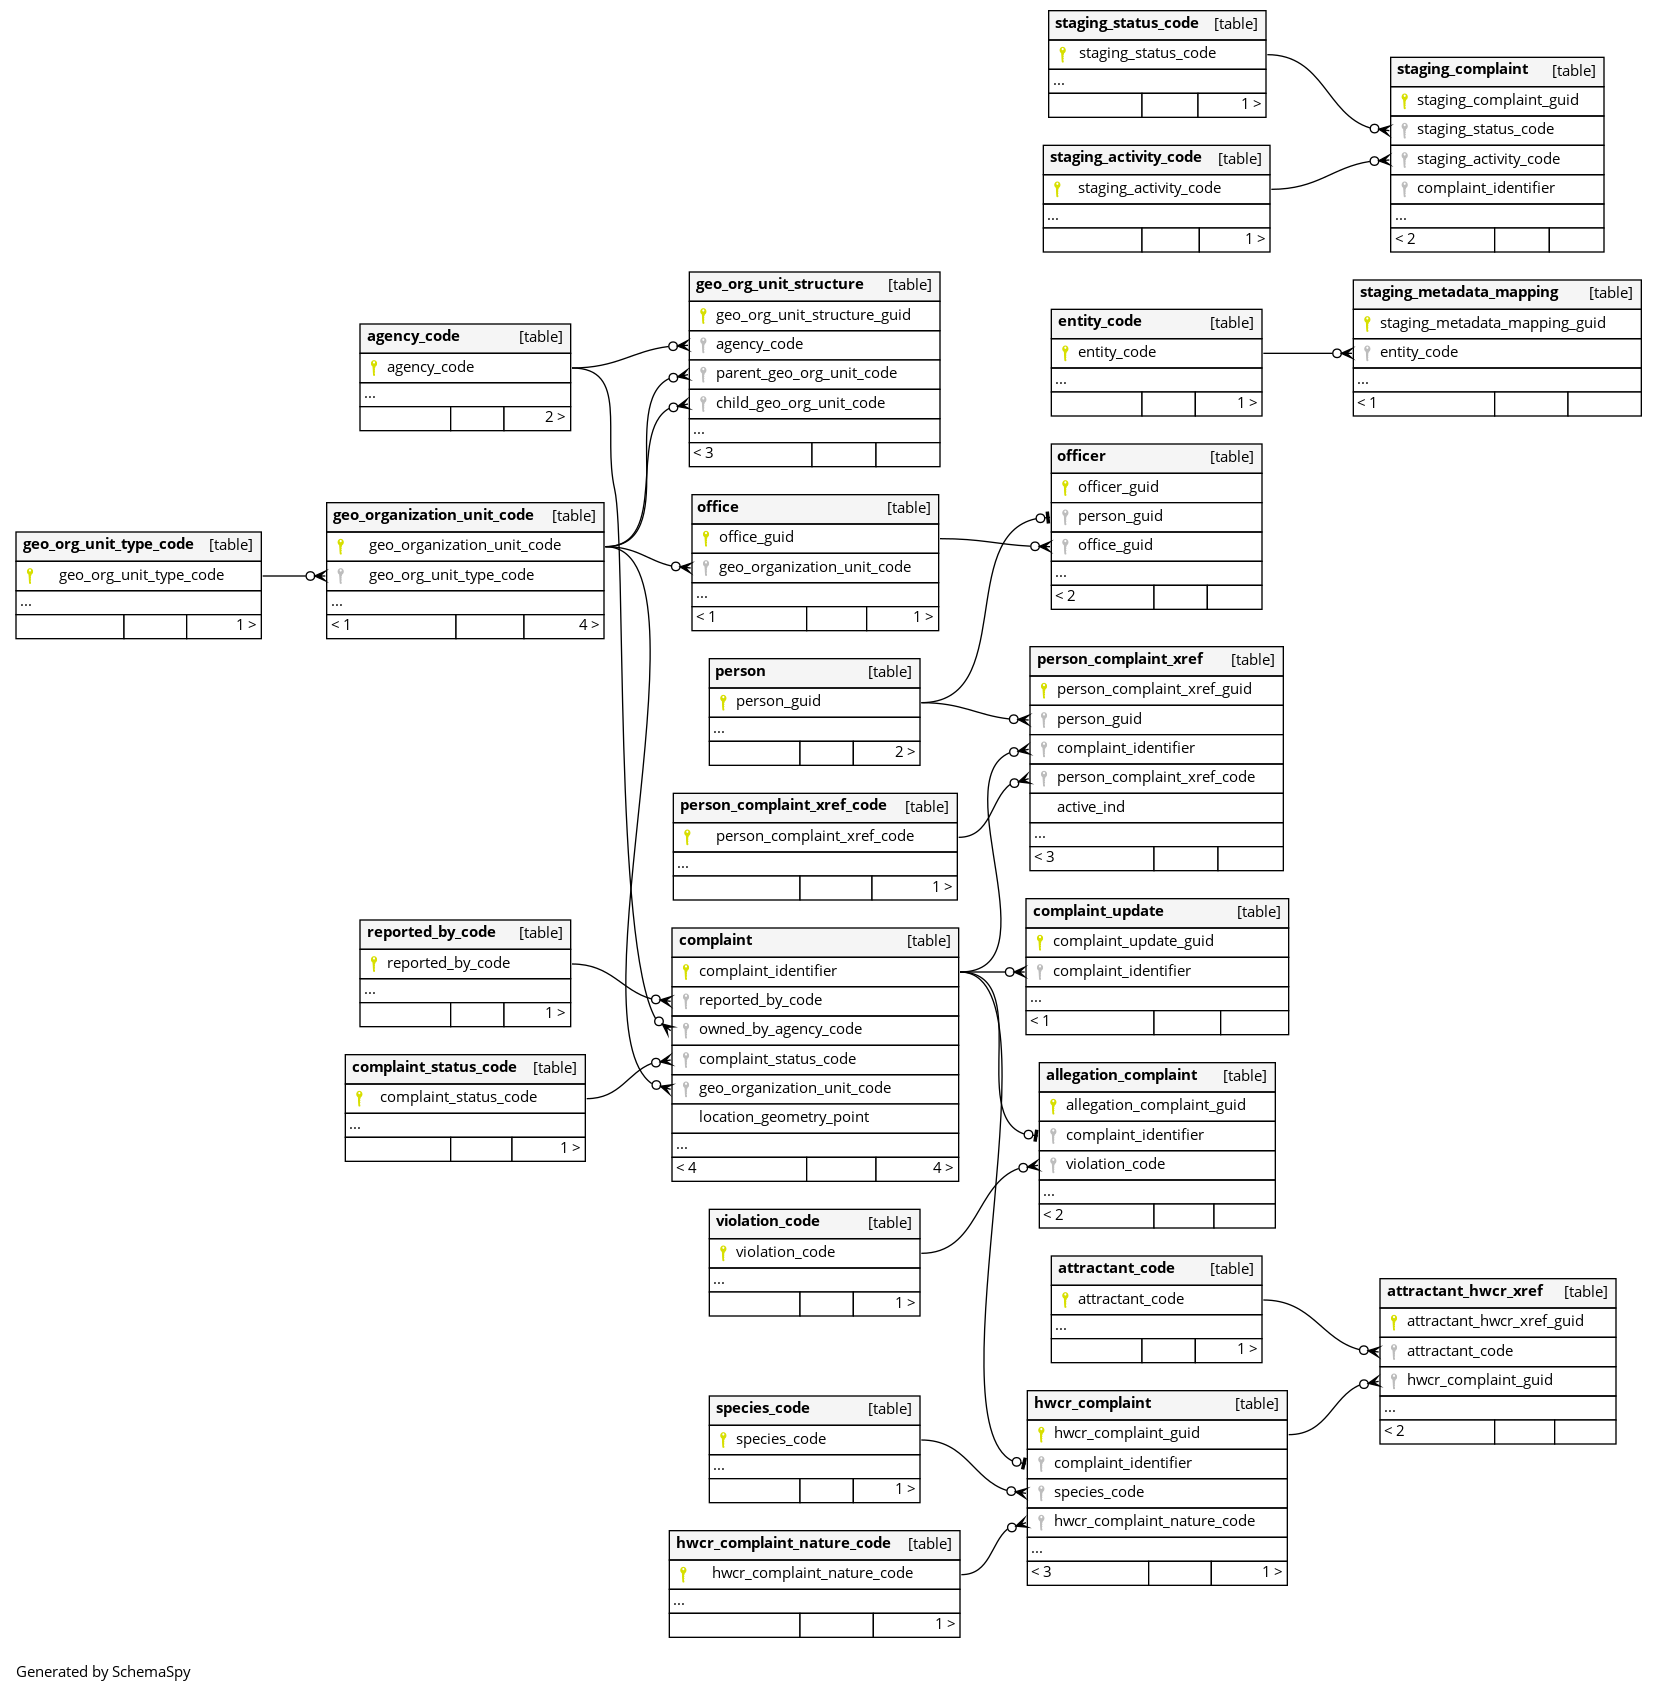 staging_status_code [table]
staging_status_code
...
1 >
staging_complaint [table]
staging_complaint_guid
staging_status_code
staging_activity_code
complaint_identifier
...
< 2
staging_activity_code [table]
staging_activity_code
...
1 >
geo_org_unit_structure [table]
geo_org_unit_structure_guid
agency_code
parent_geo_org_unit_code
child_geo_org_unit_code
...
< 3
staging_metadata_mapping [table]
staging_metadata_mapping_guid
entity_code
...
< 1
entity_code [table]
entity_code
...
1 >
agency_code [table]
agency_code
...
2 >
officer [table]
officer_guid
person_guid
office_guid
...
< 2
office [table]
office_guid
geo_organization_unit_code
...
< 1 1 >
geo_organization_unit_code [table]
geo_organization_unit_code
geo_org_unit_type_code
...
< 1 4 >
geo_org_unit_type_code [table]
geo_org_unit_type_code
...
1 >
person [table]
person_guid
...
2 >
person_complaint_xref [table]
person_complaint_xref_guid
person_guid
complaint_identifier
person_complaint_xref_code
active_ind
...
< 3
person_complaint_xref_code [table]
person_complaint_xref_code
...
1 >
complaint_update [table]
complaint_update_guid
complaint_identifier
...
< 1
reported_by_code [table]
reported_by_code
...
1 >
complaint [table]
complaint_identifier
reported_by_code
owned_by_agency_code
complaint_status_code
geo_organization_unit_code
location_geometry_point
...
< 4 4 >
complaint_status_code [table]
complaint_status_code
...
1 >
allegation_complaint [table]
allegation_complaint_guid
complaint_identifier
violation_code
...
< 2
violation_code [table]
violation_code
...
1 >
attractant_code [table]
attractant_code
...
1 >
attractant_hwcr_xref [table]
attractant_hwcr_xref_guid
attractant_code
hwcr_complaint_guid
...
< 2
species_code [table]
species_code
...
1 >
hwcr_complaint [table]
hwcr_complaint_guid
complaint_identifier
species_code
hwcr_complaint_nature_code
...
< 3 1 >
hwcr_complaint_nature_code [table]
hwcr_complaint_nature_code
...
1 >
Generated by SchemaSpy